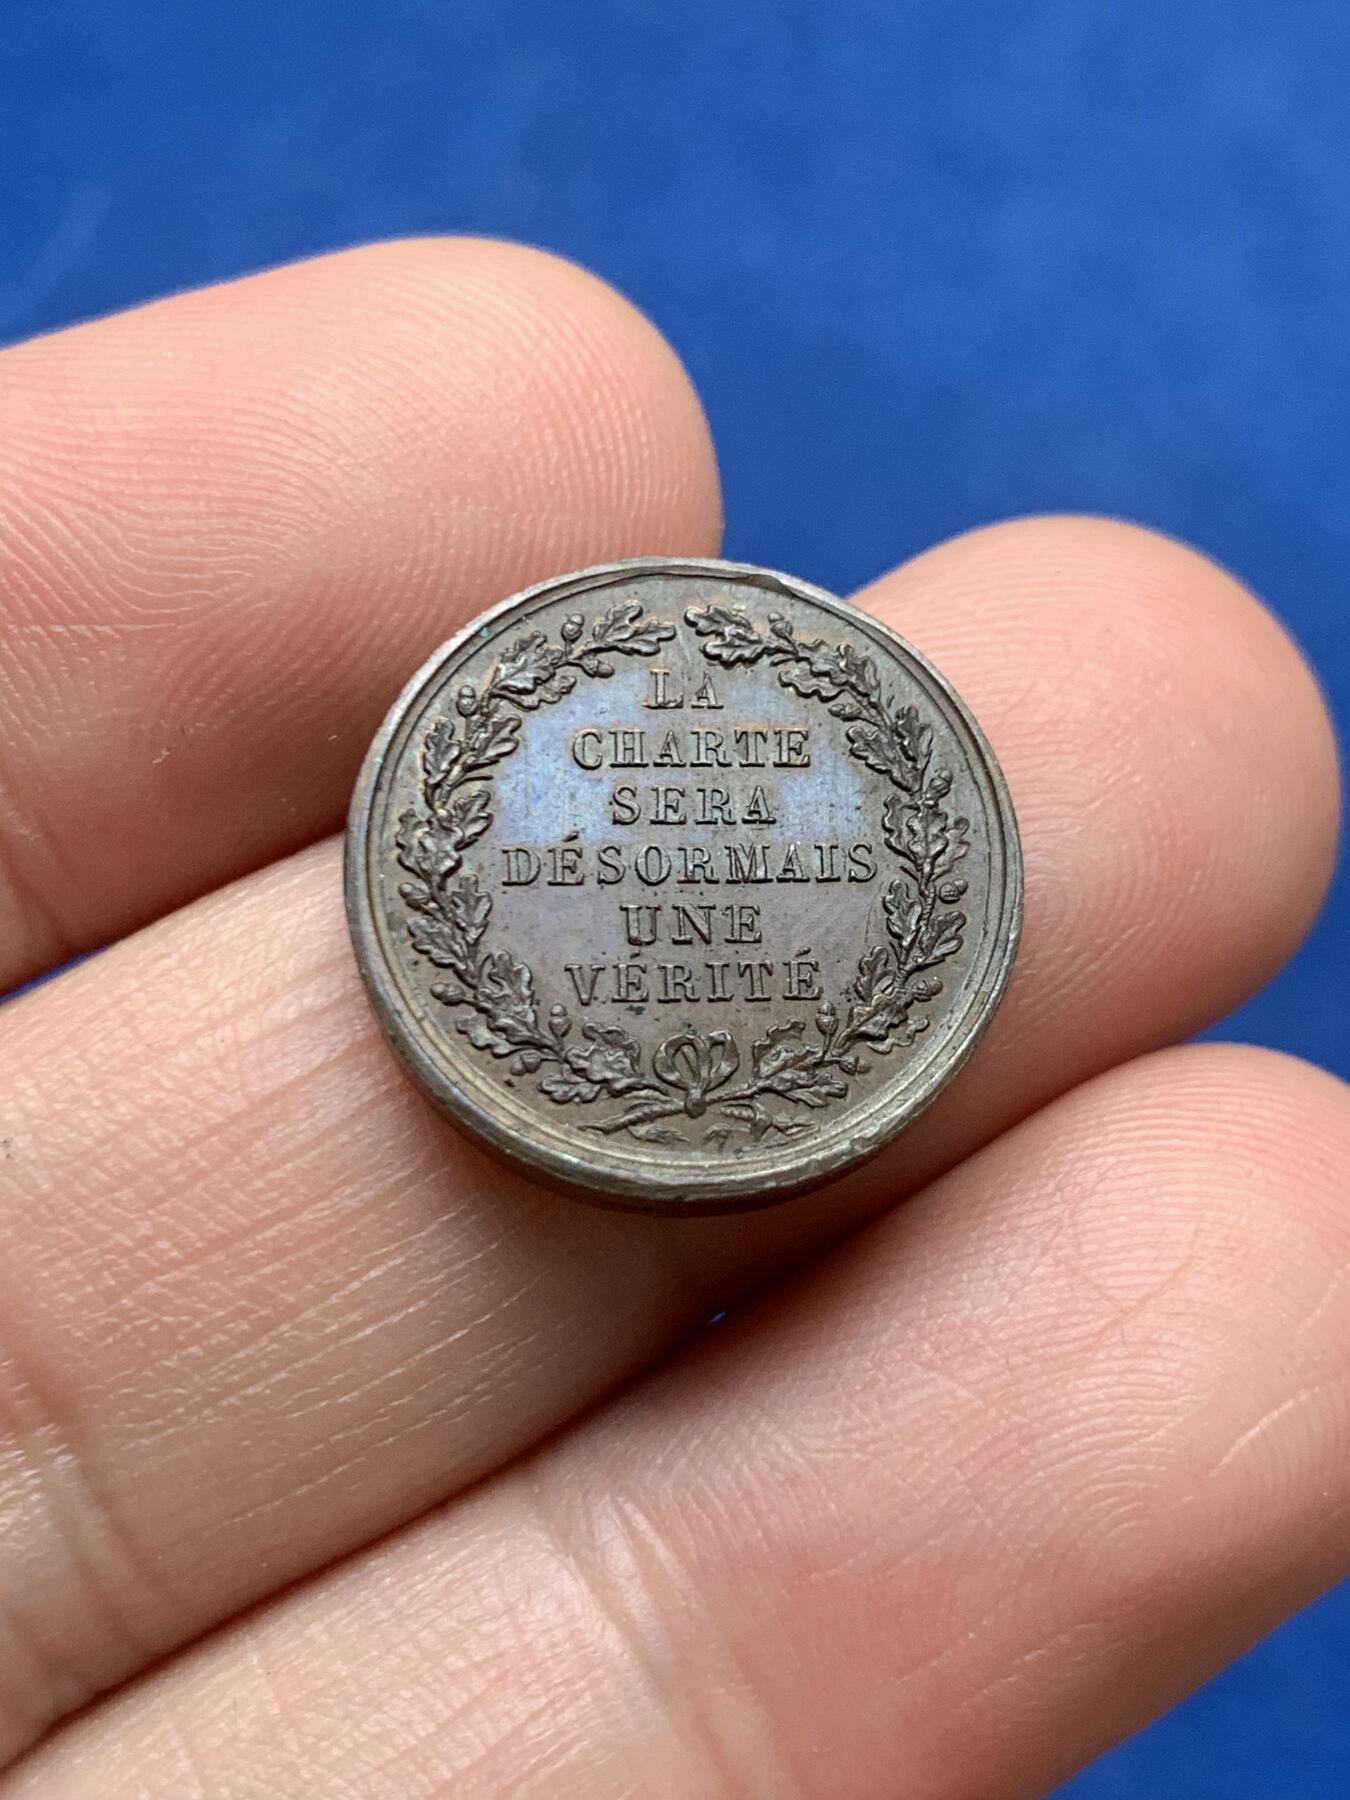 LA
CHARTE
SERA
DÉSORMAIS
UNE
VÉRITÉ